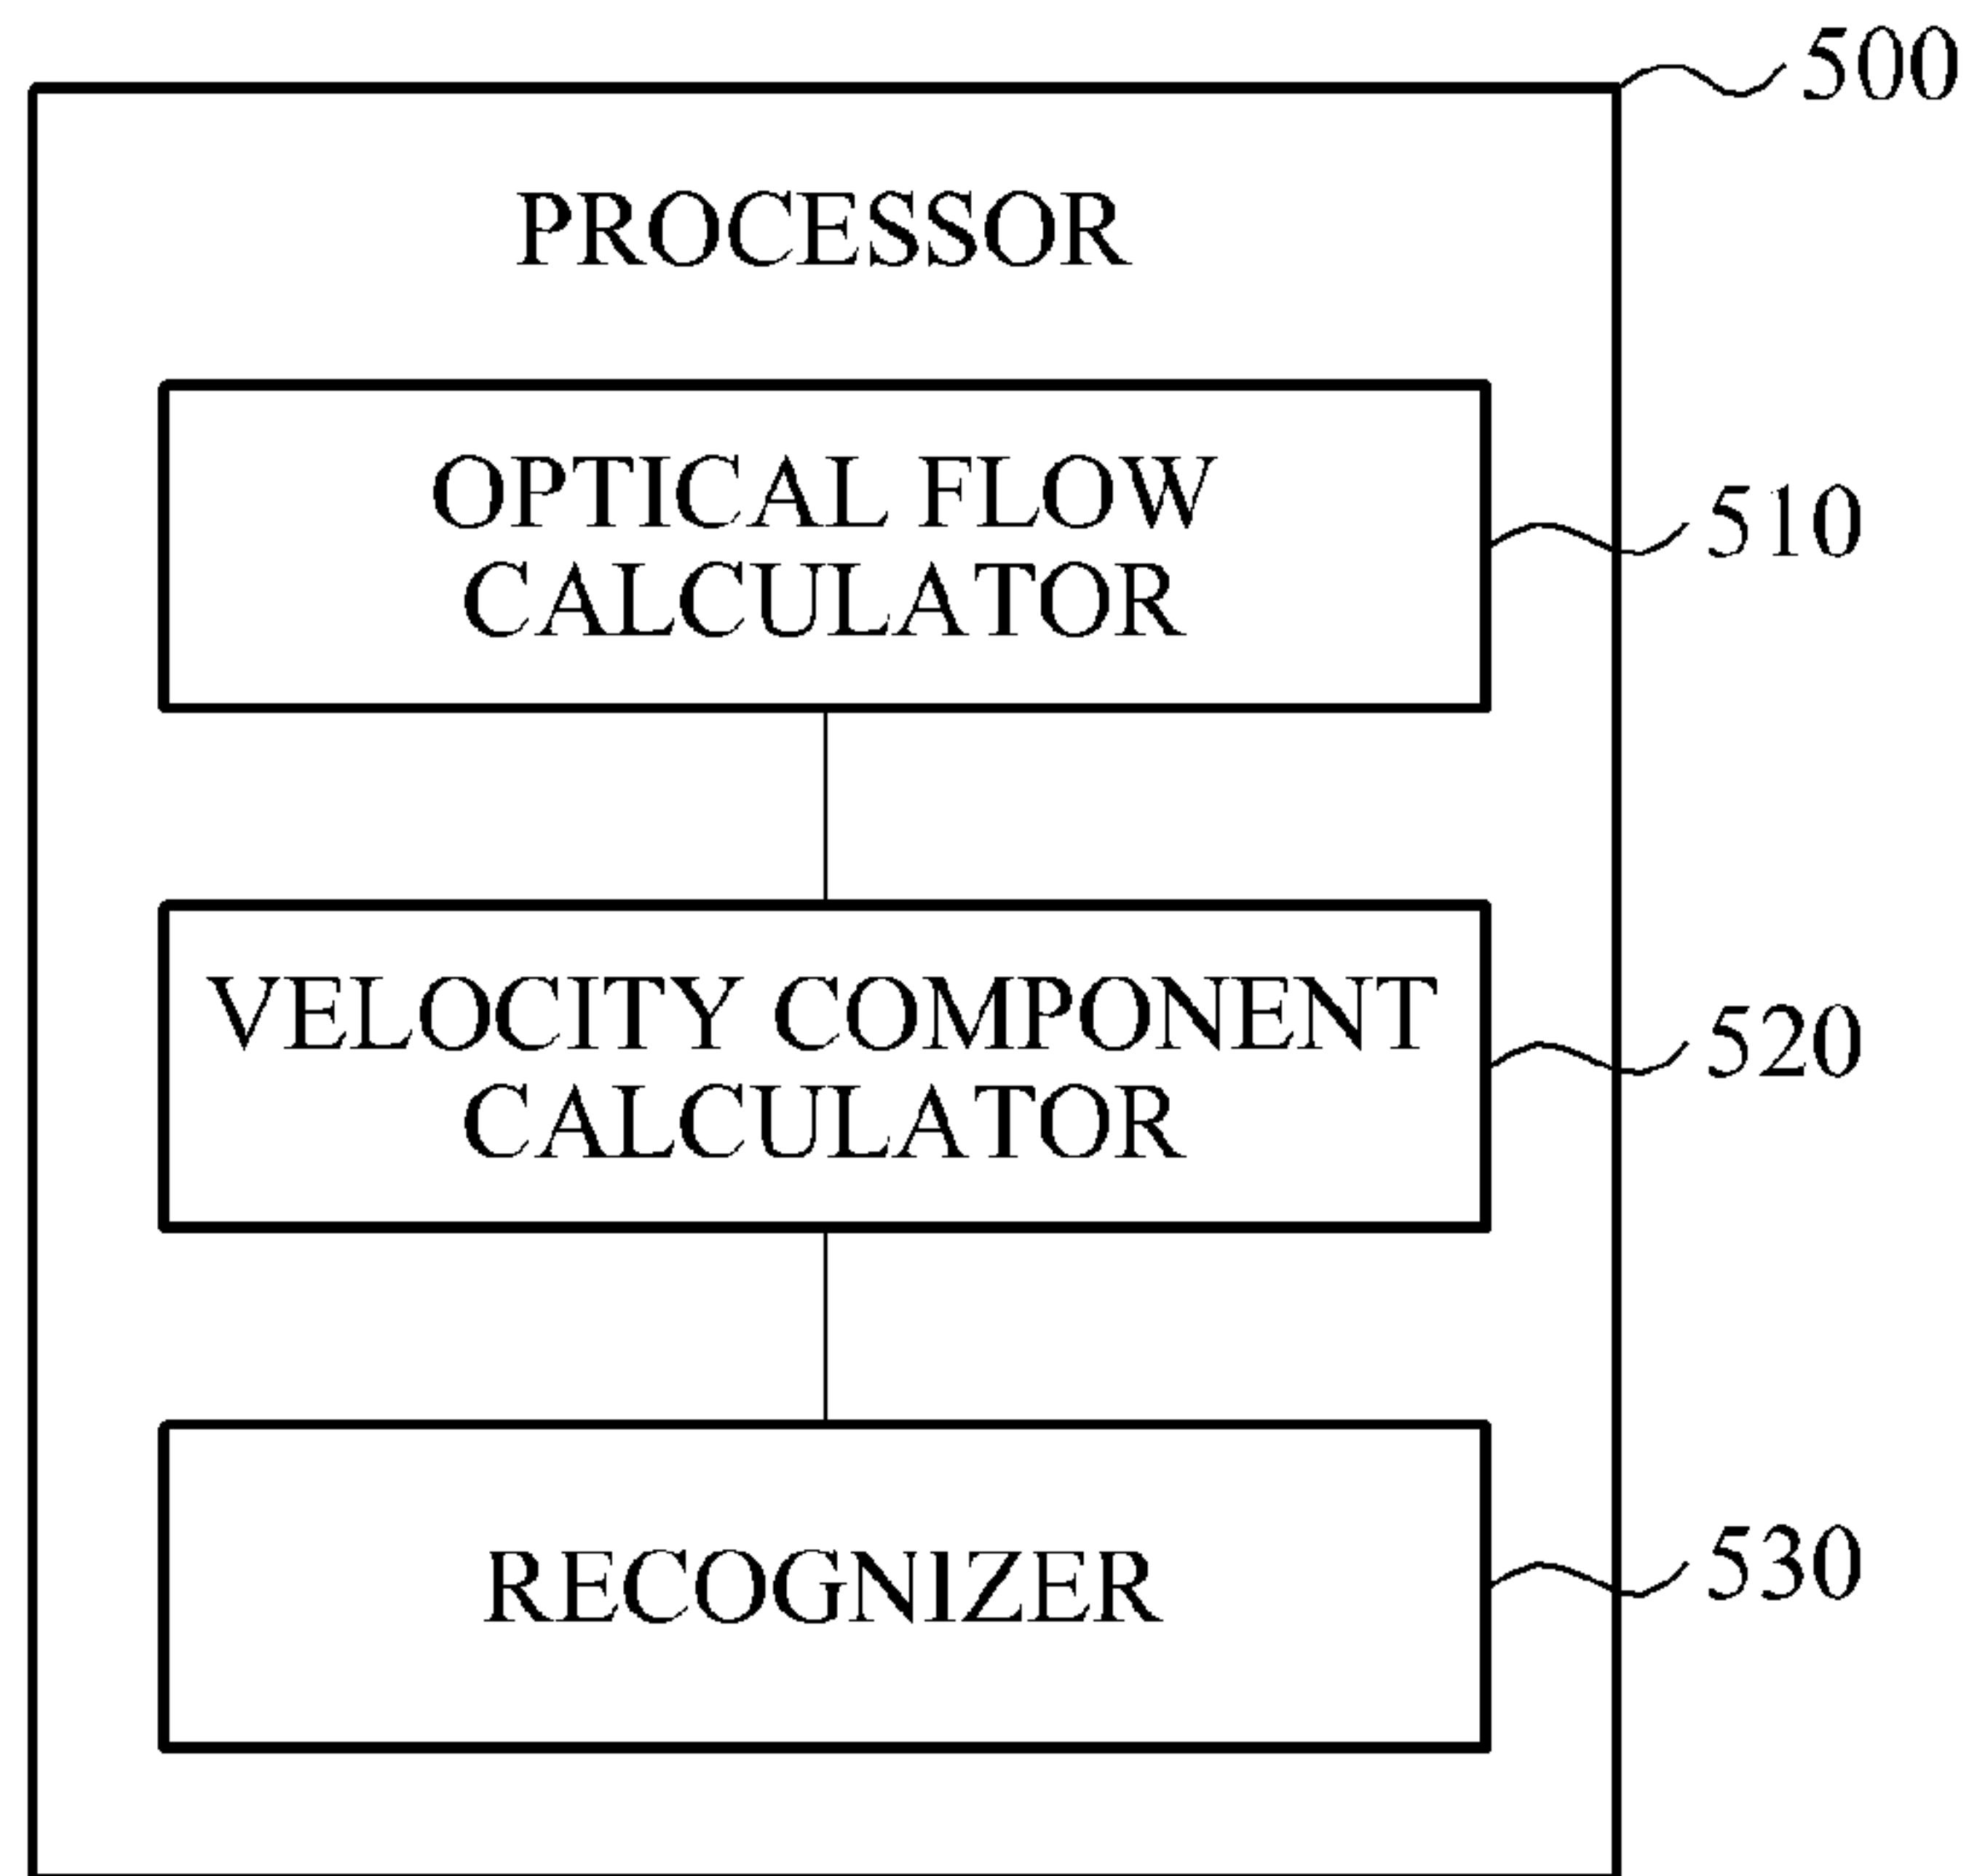 500
PROCESSOR
OPTICAL FLOW
CALCULATOR
510
VELOCITY COMPONENT
CALCULATOR
520
RECOGNIZER
530